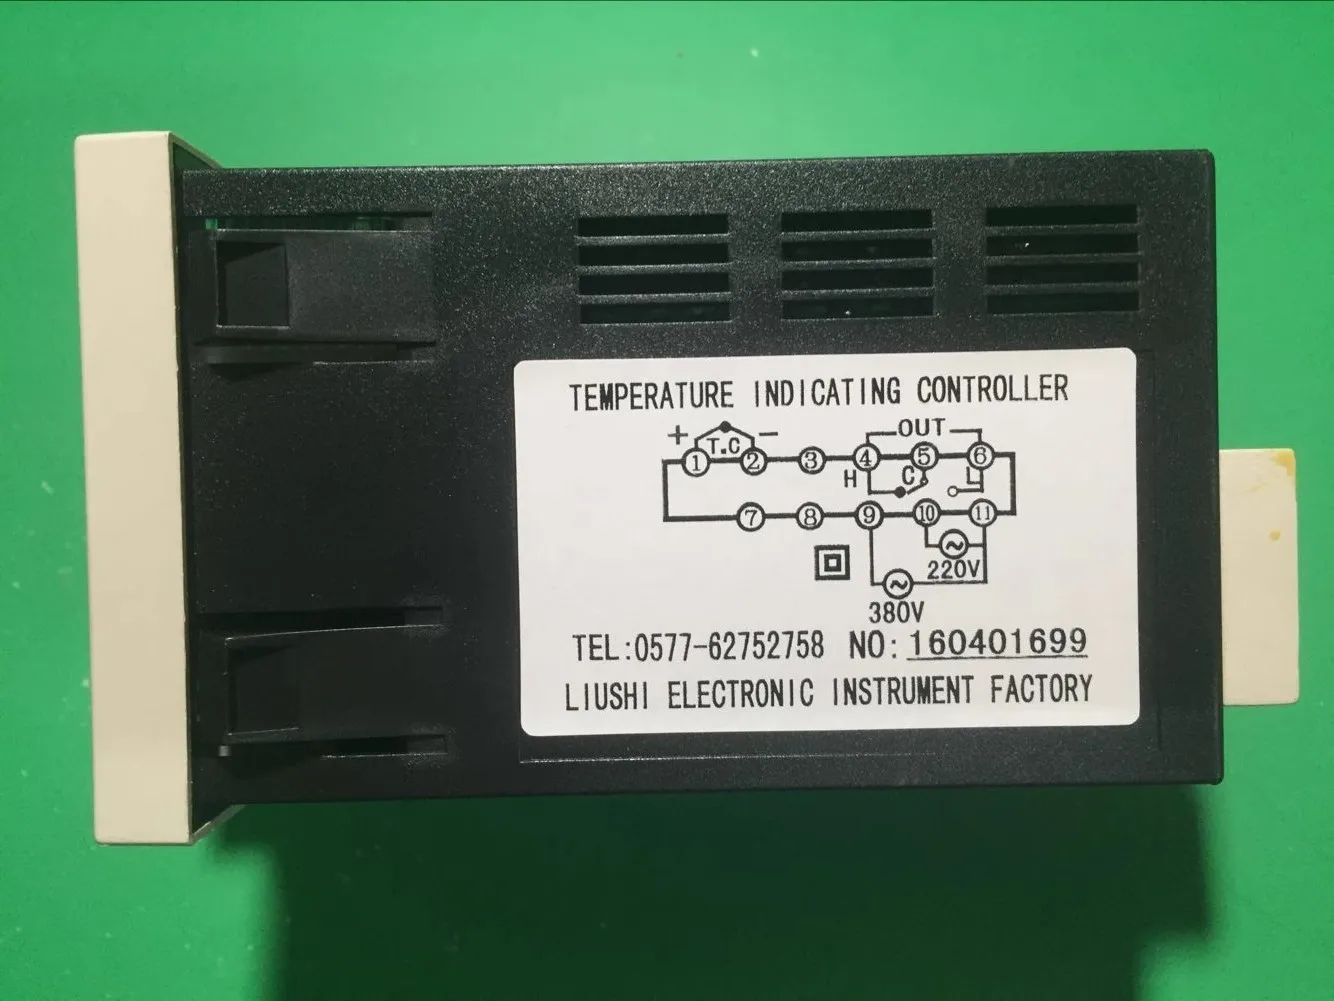 TEMPERATURE INDICATING CONTROLLER
+ T.C − OUT
① ② ③ ④ ⑤ ⑥
H C L
⑦ ⑧ ⑨ ⑩ ⑪
220V
380V
TEL:0577-62752758 NO:160401699
LIUSHI ELECTRONIC INSTRUMENT FACTORY